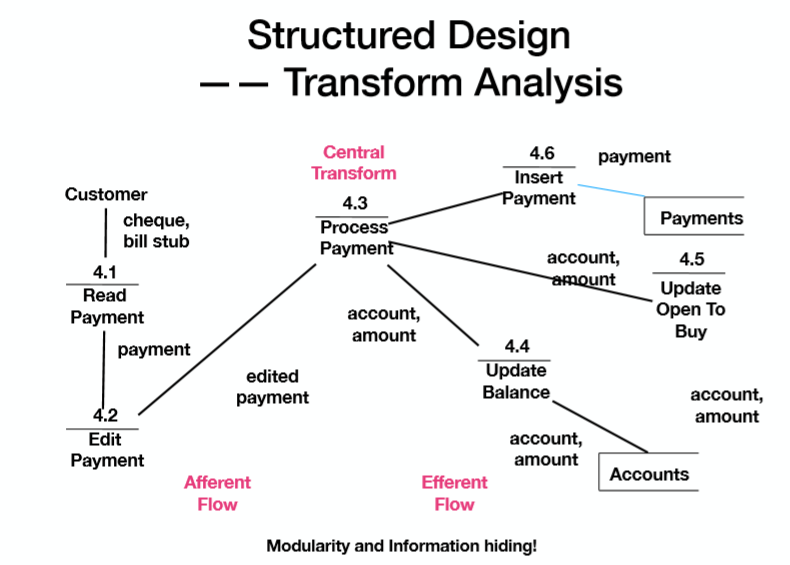 Structured Design
—— Transform Analysis
Central
Transform
4.6
payment
Insert
Payment
Customer
cheque,
bill stub
4.3
Process
Payment
Payments
4.1
Read
Payment
account,
amount
4.5
Update
Open To
Buy
account,
amount
payment
4.4
Update
Balance
edited
payment
account,
amount
4.2
Edit
Payment
account,
amount
Accounts
Afferent
Flow
Efferent
Flow
Modularity and Information hiding!